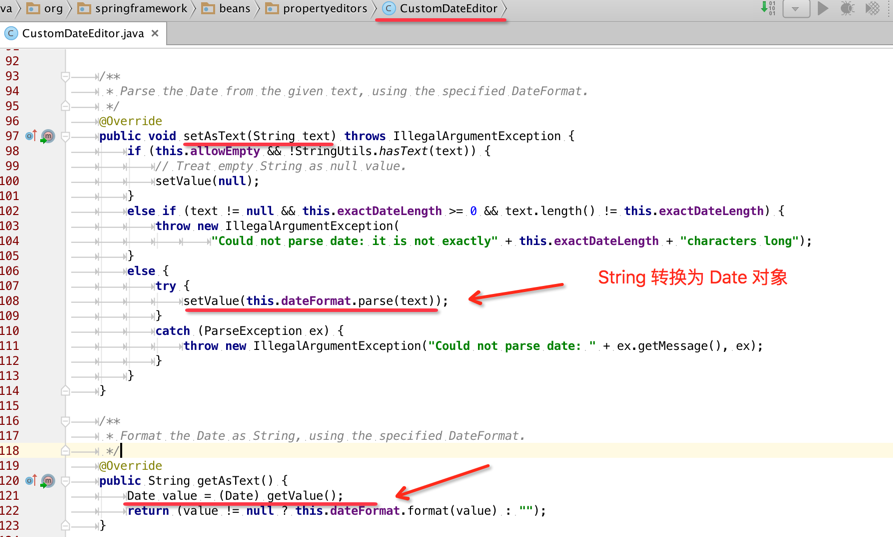 va org springframework beans propertyeditors CustomDateEditor
CustomDateEditor.java
92
93 /**
94 * Parse the Date from the given text, using the specified DateFormat.
95 */
96 @Override
97 public void setAsText(String text) throws IllegalArgumentException {
98 if (this.allowEmpty && !StringUtils.hasText(text)) {
99 // Treat empty String as null value.
100 setValue(null);
101 }
102 else if (text != null && this.exactDateLength >= 0 && text.length() != this.exactDateLength) {
103 throw new IllegalArgumentException(
104 "Could not parse date: it is not exactly" + this.exactDateLength + "characters long");
105 }
106 else {
107 try {
108 setValue(this.dateFormat.parse(text));
String 转换为 Date 对象
109 }
110 catch (ParseException ex) {
111 throw new IllegalArgumentException("Could not parse date: " + ex.getMessage(), ex);
112 }
113 }
114 }
115
116 /**
117 * Format the Date as String, using the specified DateFormat.
118 */
119 @Override
120 public String getAsText() {
121 Date value = (Date) getValue();
122 return (value != null ? this.dateFormat.format(value) : "");
123 }